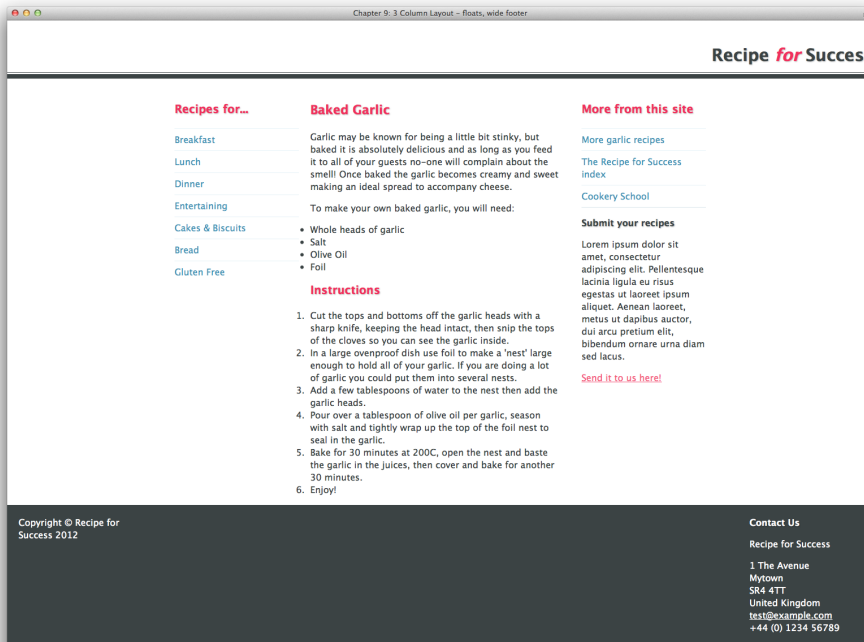 Chapter 9: 3 Column Layout – floats, wide footer
Recipe for Succes
Recipes for...
Breakfast
Lunch
Dinner
Entertaining
Cakes & Biscuits
Bread
Gluten Free
Baked Garlic
Garlic may be known for being a little bit stinky, but
baked it is absolutely delicious and as long as you feed
it to all of your guests no-one will complain about the
smell! Once baked the garlic becomes creamy and sweet
making an ideal spread to accompany cheese.
To make your own baked garlic, you will need:
• Whole heads of garlic
• Salt
• Olive Oil
• Foil
Instructions
1. Cut the tops and bottoms off the garlic heads with a
sharp knife, keeping the head intact, then snip the tops
of the cloves so you can see the garlic inside.
2. In a large ovenproof dish use foil to make a 'nest' large
enough to hold all of your garlic. If you are doing a lot
of garlic you could put them into several nests.
3. Add a few tablespoons of water to the nest then add the
garlic heads.
4. Pour over a tablespoon of olive oil per garlic, season
with salt and tightly wrap up the top of the foil nest to
seal in the garlic.
5. Bake for 30 minutes at 200C, open the nest and baste
the garlic in the juices, then cover and bake for another
30 minutes.
6. Enjoy!
More from this site
More garlic recipes
The Recipe for Success
index
Cookery School
Submit your recipes
Lorem ipsum dolor sit
amet, consectetur
adipiscing elit. Pellentesque
lacinia ligula eu risus
egestas ut laoreet ipsum
aliquet. Aenean laoreet,
metus ut dapibus auctor,
dui arcu pretium elit,
bibendum ornare urna diam
sed lacus.
Send it to us here!
Copyright © Recipe for
Success 2012
Contact Us
Recipe for Success
1 The Avenue
Mytown
SR4 4TT
United Kingdom
test@example.com
+44 (0) 1234 56789